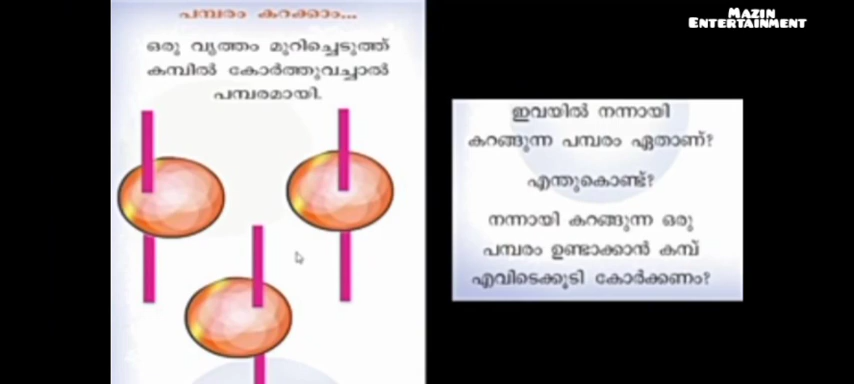 പമ്പരം കറക്കാം...
ഒരു വൃത്തം മുറിച്ചെടുത്ത്
കമ്പിൽ കോർത്തുവച്ചാൽ
പമ്പരമായി.
MAZIN
ENTERTAINMENT
ഇവയിൽ നന്നായി
കറങ്ങുന്ന പമ്പരം ഏതാണ്?
എന്തുകൊണ്ട്?
നന്നായി കറങ്ങുന്ന ഒരു
പമ്പരം ഉണ്ടാക്കാൻ കമ്പ്
എവിടെക്കൂടി കോർക്കണം?